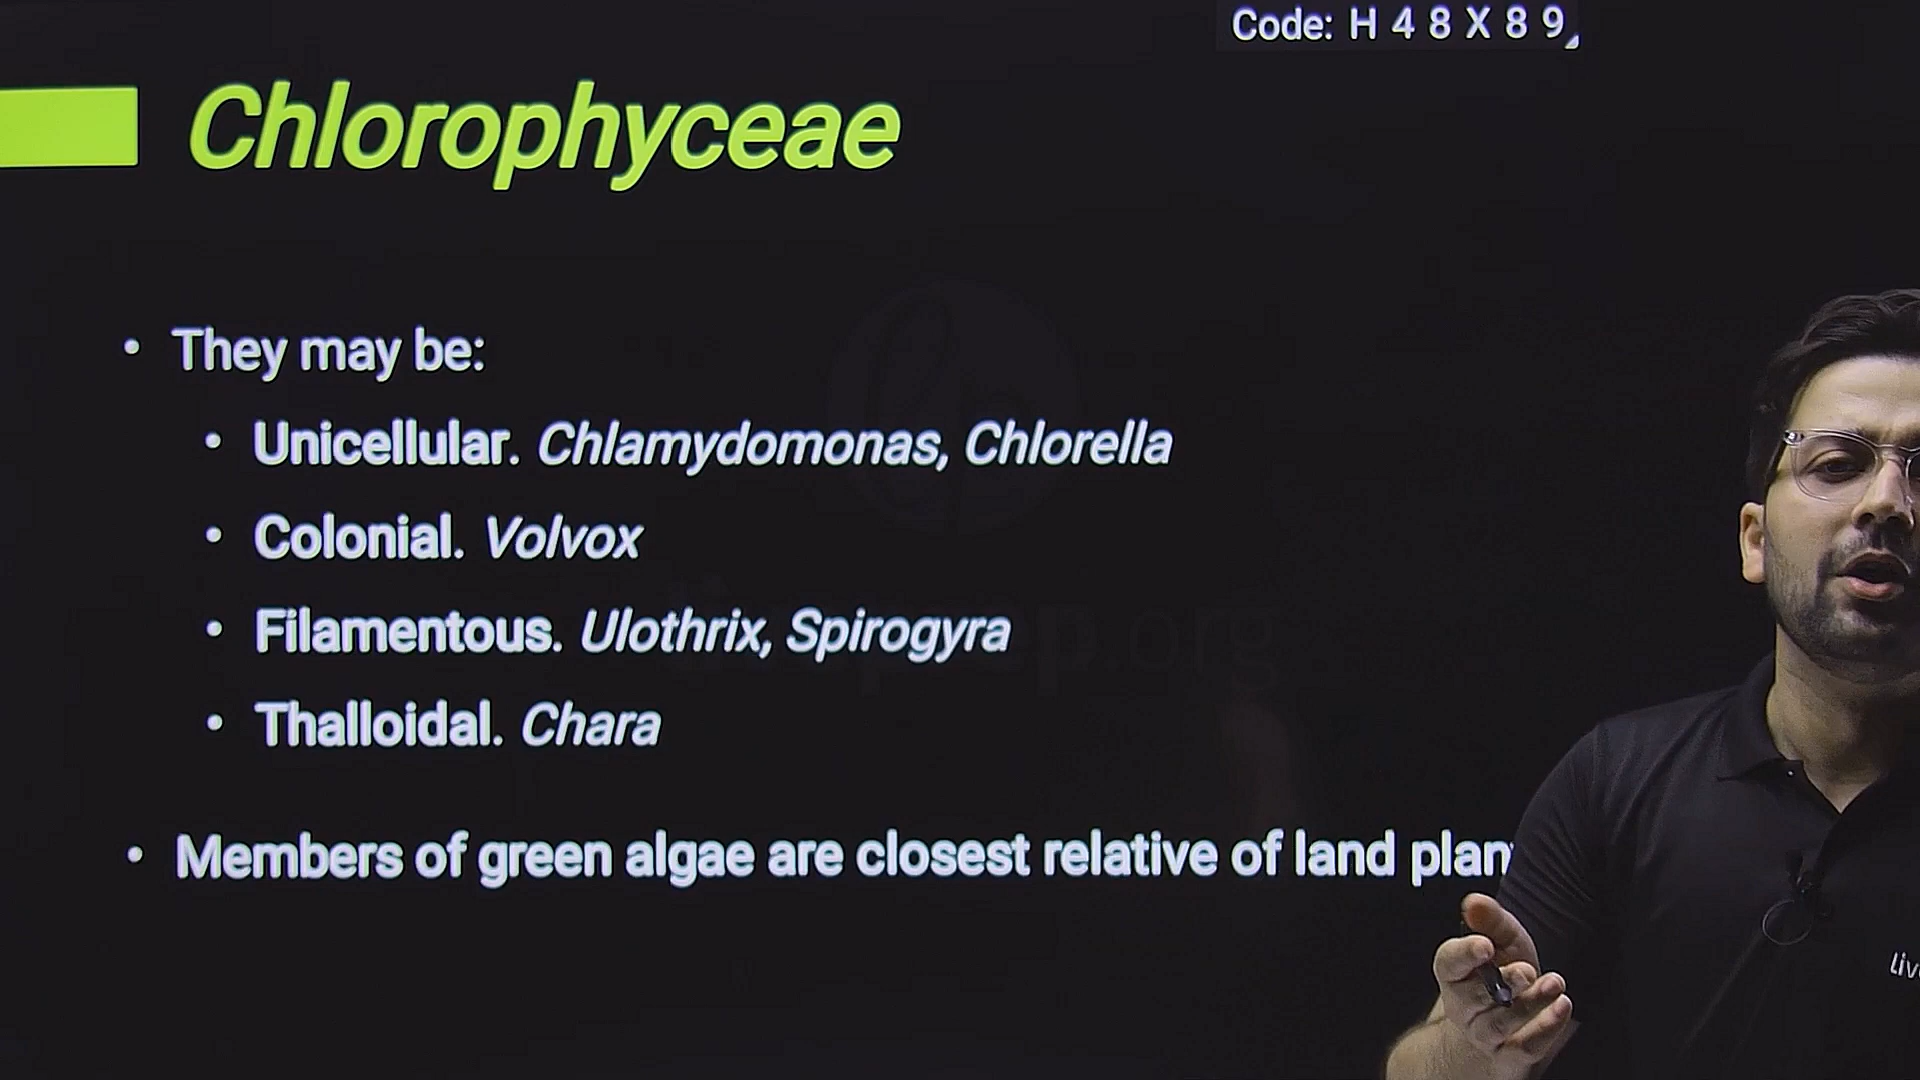 Code: H 4 8 X 8 9
Chlorophyceae
• They may be:
• Unicellular. Chlamydomonas, Chlorella
• Colonial. Volvox
• Filamentous. Ulothrix, Spirogyra
• Thalloidal. Chara
• Members of green algae are closest relative of land